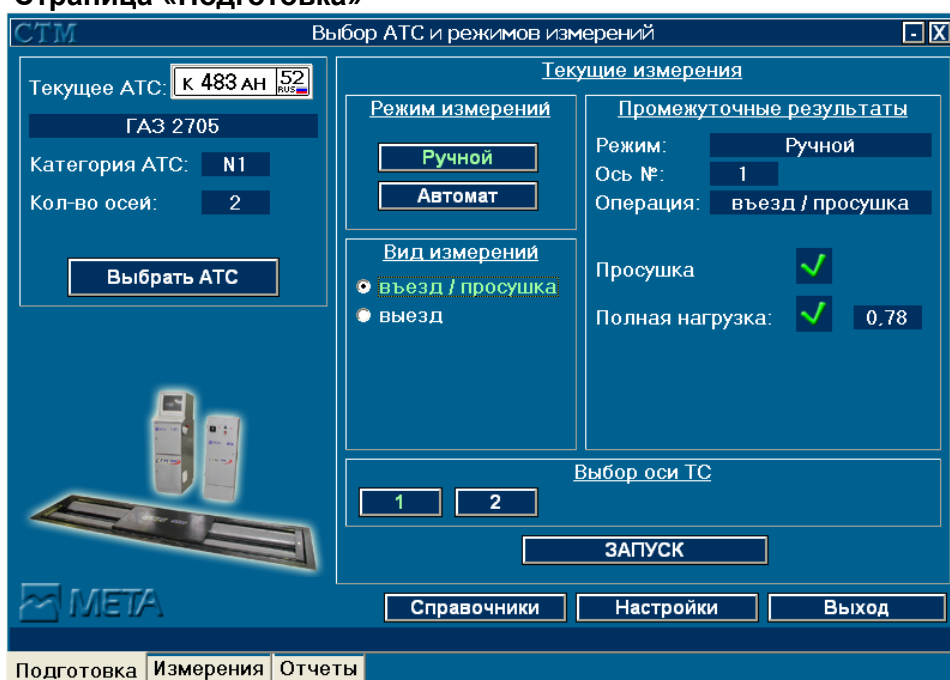 Страница «Подготовка»
СТМ
Выбор АТС и режимов измерений
Текущее АТС: К 483 АН 52 RUS
ГАЗ 2705
Категория АТС: N1
Кол-во осей: 2
Выбрать АТС
Текущие измерения
Режим измерений
Ручной
Автомат
Вид измерений
въезд / просушка
выезд
Промежуточные результаты
Режим: Ручной
Ось №: 1
Операция: въезд / просушка
Просушка
Полная нагрузка: 0,78
Выбор оси ТС
1 2
ЗАПУСК
МЕТА
Справочники Настройки Выход
Подготовка Измерения Отчеты